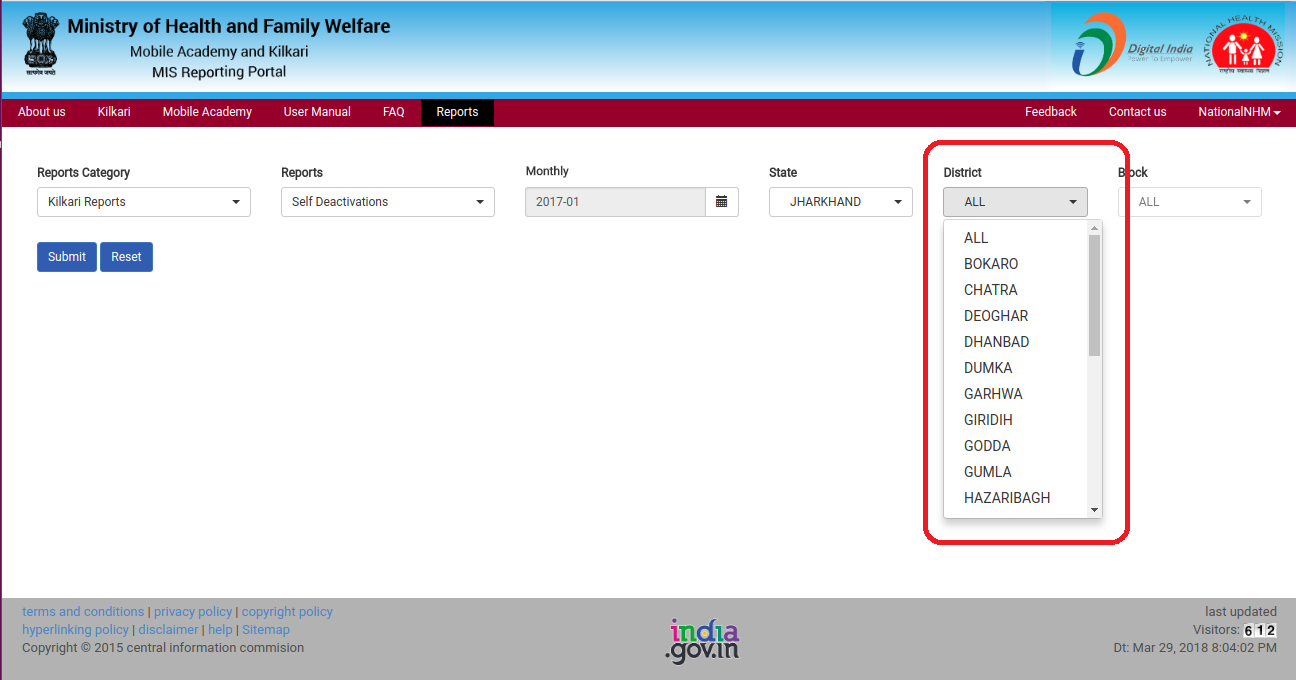 Ministry of Health and Family Welfare
Mobile Academy and Kilkari
MIS Reporting Portal
सत्यमेव जयते
Digital India
Power To Empower
NATIONAL HEALTH MISSION
राष्ट्रीय स्वास्थ्य मिशन
About us Kilkari Mobile Academy User Manual FAQ Reports Feedback Contact us NationalNHM
Reports Category Reports Monthly State District Block
Kilkari Reports Self Deactivations 2017-01 JHARKHAND ALL ALL
Submit Reset
ALL
BOKARO
CHATRA
DEOGHAR
DHANBAD
DUMKA
GARHWA
GIRIDIH
GODDA
GUMLA
HAZARIBAGH
terms and conditions | privacy policy | copyright policy
hyperlinking policy | disclaimer | help | Sitemap
Copyright © 2015 central information commision
india
.gov.in
last updated
Visitors: 612
Dt: Mar 29, 2018 8:04:02 PM